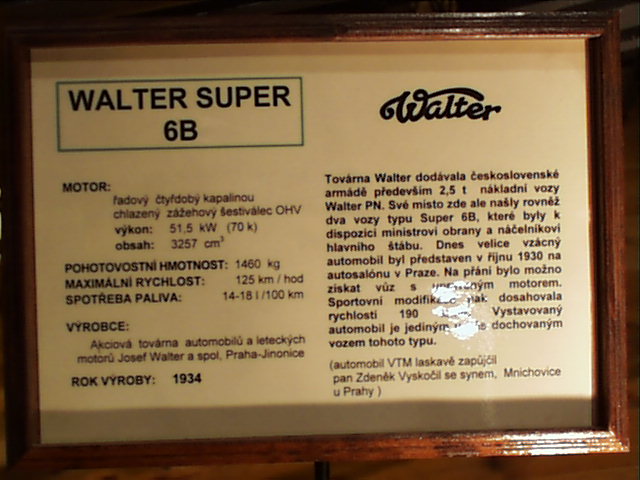 WALTER SUPER
6B
MOTOR:
řadový čtyřdobý kapalinou
chlazený zážehový šestiválec OHV
výkon: 51,5 kW (70 k)
obsah: 3257 cm³
POHOTOVOSTNÍ HMOTNOST: 1460 kg
MAXIMÁLNÍ RYCHLOST: 125 km / hod
SPOTŘEBA PALIVA: 14-18 l /100 km
VÝROBCE:
Akciová továrna automobilů a leteckých
motorů Josef Walter a spol, Praha-Jinonice
ROK VÝROBY: 1934
Walter
Továrna Walter dodávala československé
armádě především 2,5 t nákladní vozy
Walter PN. Své místo zde ale našly rovněž
dva vozy typu Super 6B, které byly k
dispozici ministrovi obrany a náčelníkovi
hlavního štábu. Dnes velice vzácný
automobil byl představen v říjnu 1930 na
autosalónu v Praze. Na přání bylo možno
získat vůz s motorem.
Sportovní pak dosahovala
rychlosti 190 Vystavovaný
automobil je jediným dochovaným
vozem tohoto typu.
(automobil VTM laskavě zapůjčil
pan Zdeněk Vyskočil se synem, Mnichovice
u Prahy )